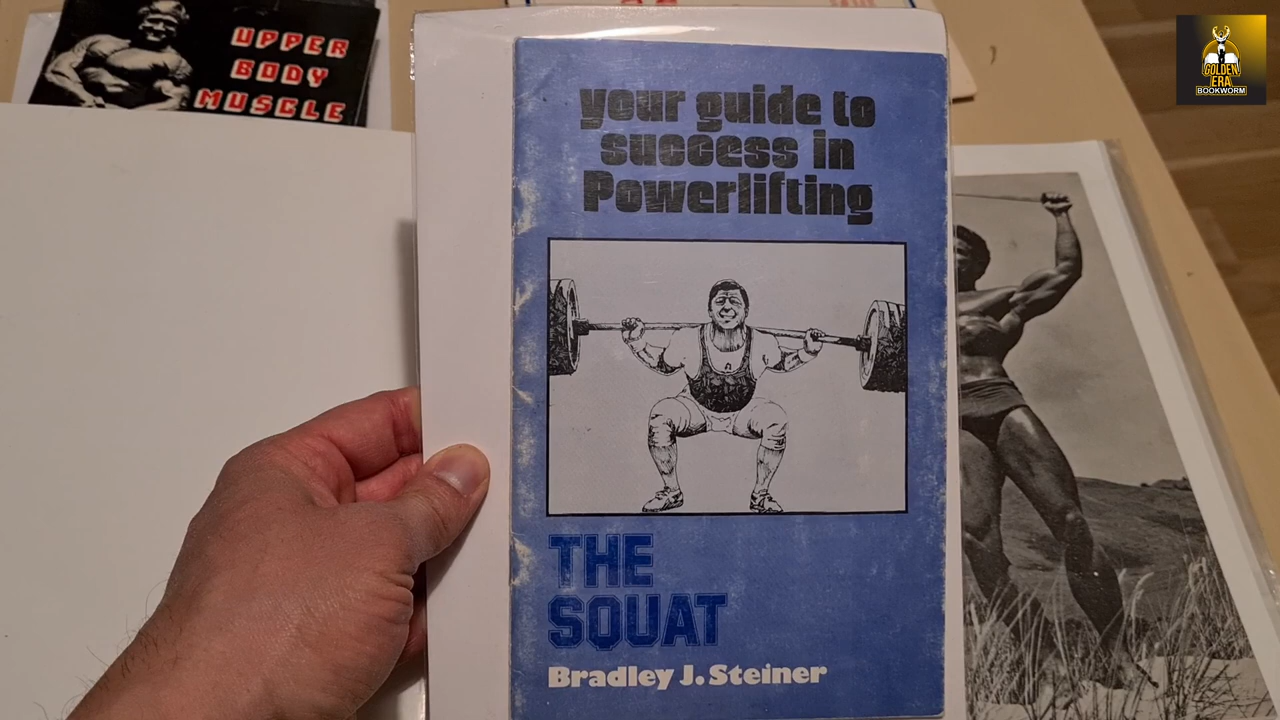 UPPER
BODY
MUSCLE
your guide to
success in
Powerlifting
THE
SQUAT
Bradley J. Steiner
GOLDEN
ERA
BOOKWORM